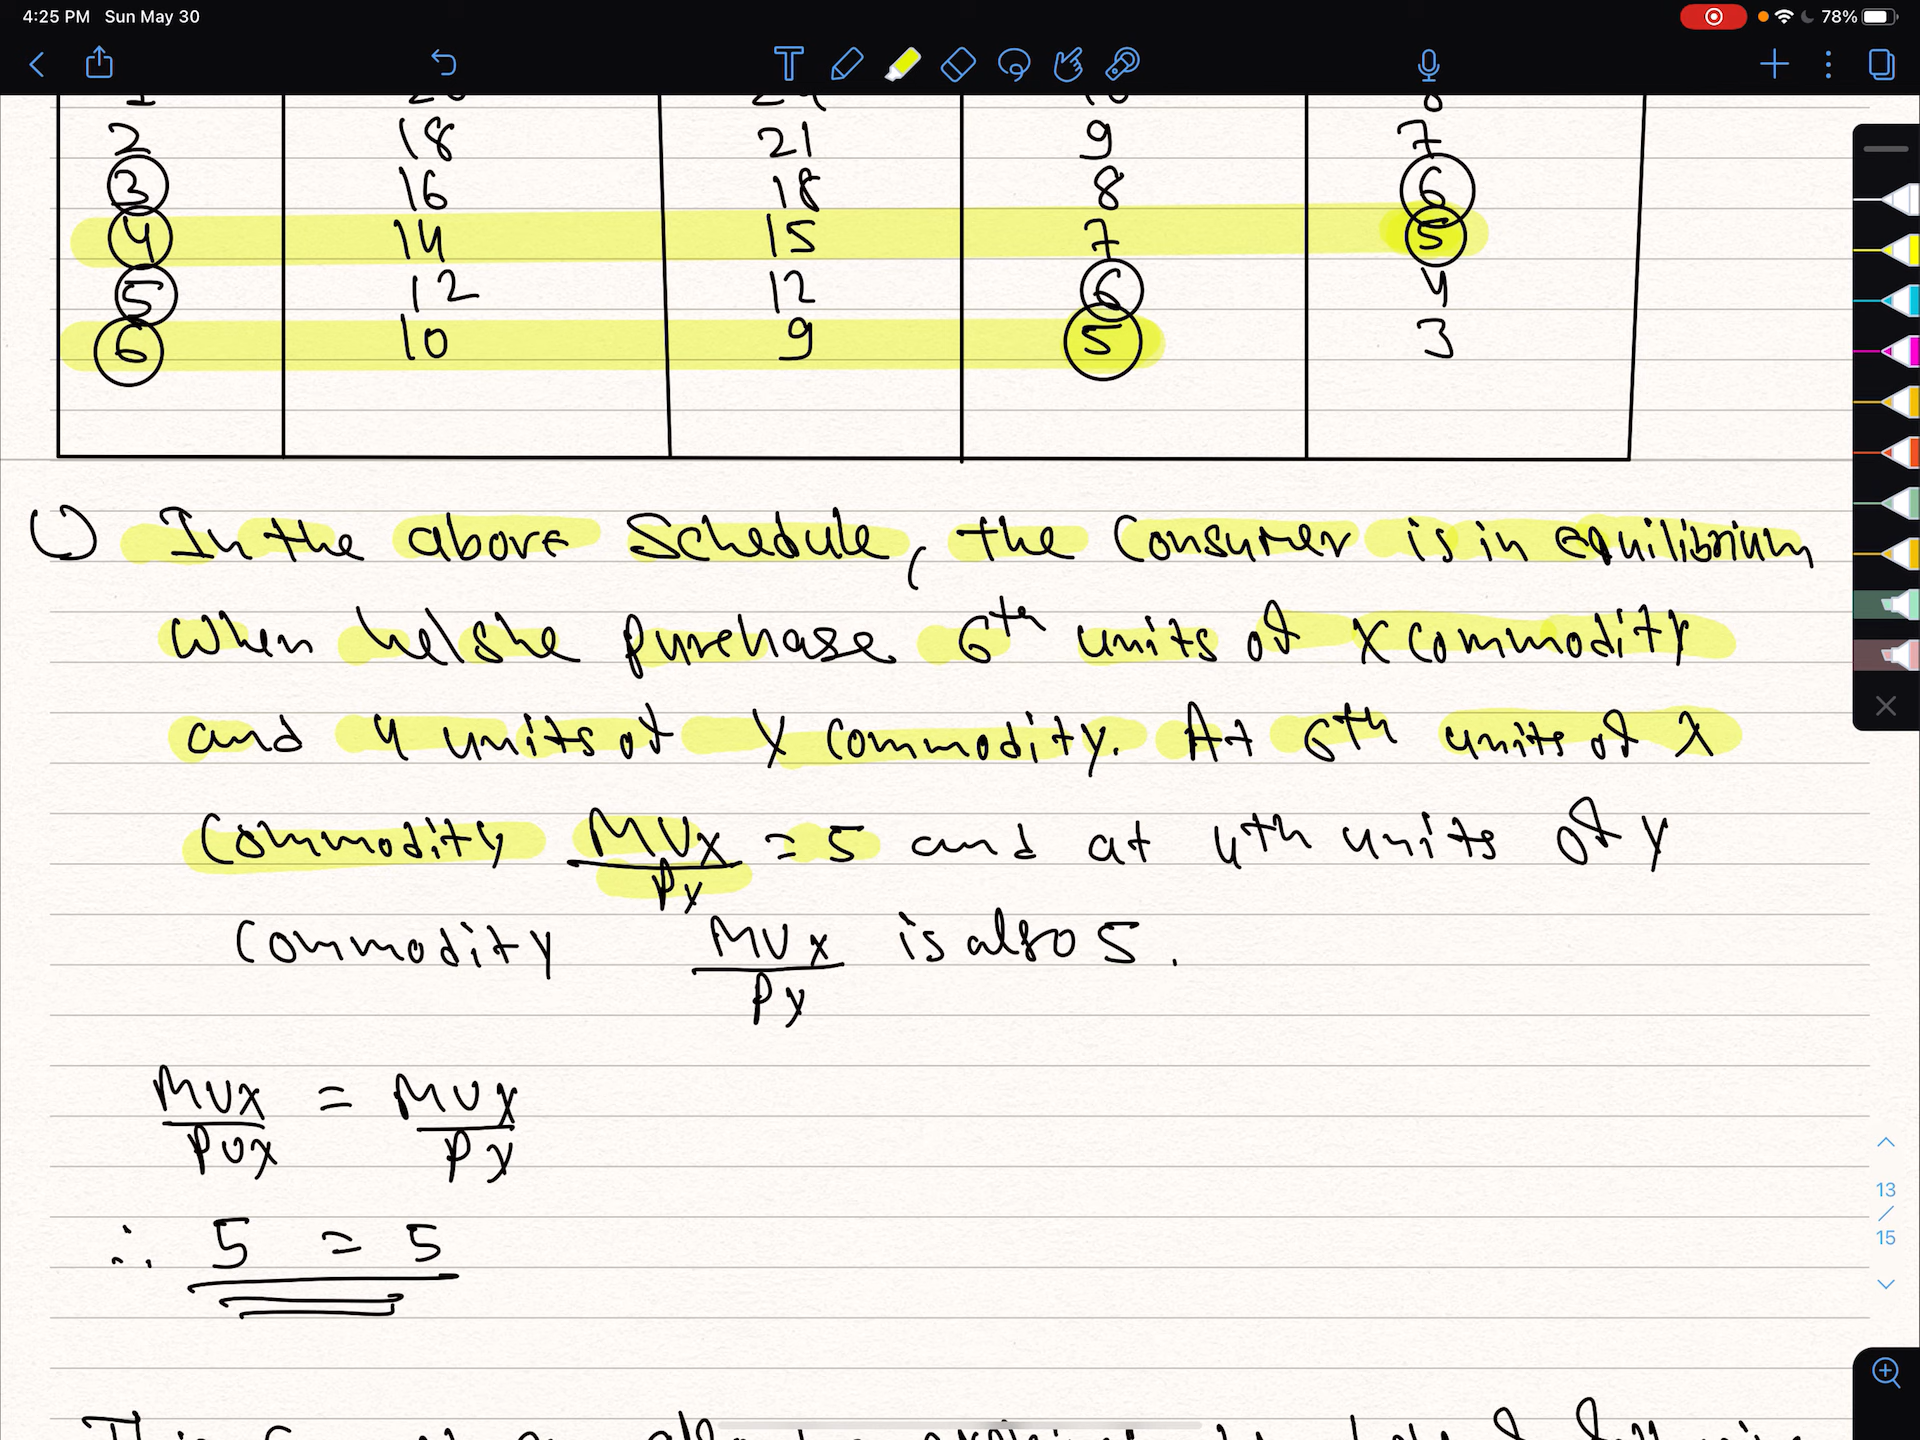 4:25 PM Sun May 30
78%
2 18 21 9 7
3 16 18 8 6
4 14 15 7 5
5 12 12 6 4
6 10 9 5 3
In the above Schedule, the Consumer is in equilibrium
when he/she purchase 6th units of X commodity
and 4 units of Y commodity. At 6th units of X
Commodity MUx/Px = 5 and at 4th units of Y
Commodity MUx/Py is also 5.
MUx/PUx = MUx/Py
∴ 5 = 5
13
/
15